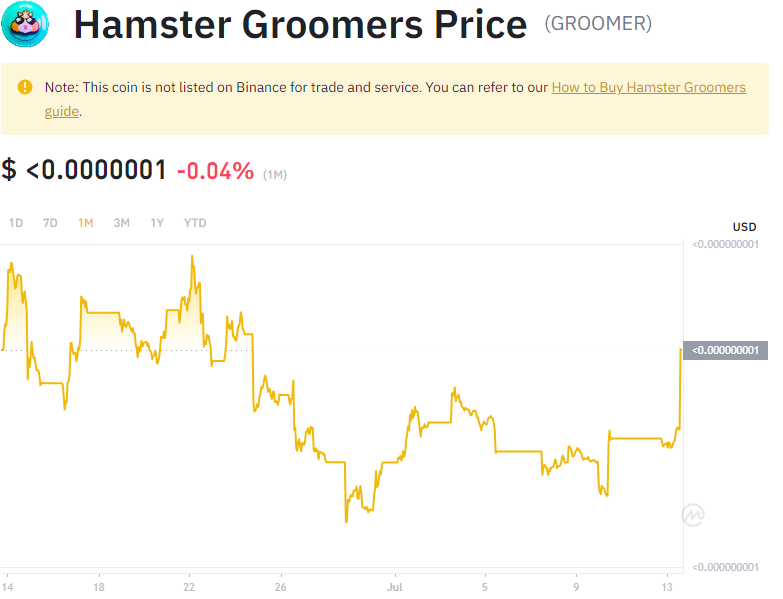 Hamster Groomers Price (GROOMER)
Note: This coin is not listed on Binance for trade and service. You can refer to our How to Buy Hamster Groomers
guide.
$ <0.0000001 -0.04% (1M)
1D 7D 1M 3M 1Y YTD
USD
<0.000000001
<0.000000001
<0.000000001
14 18 22 26 Jul 5 9 13